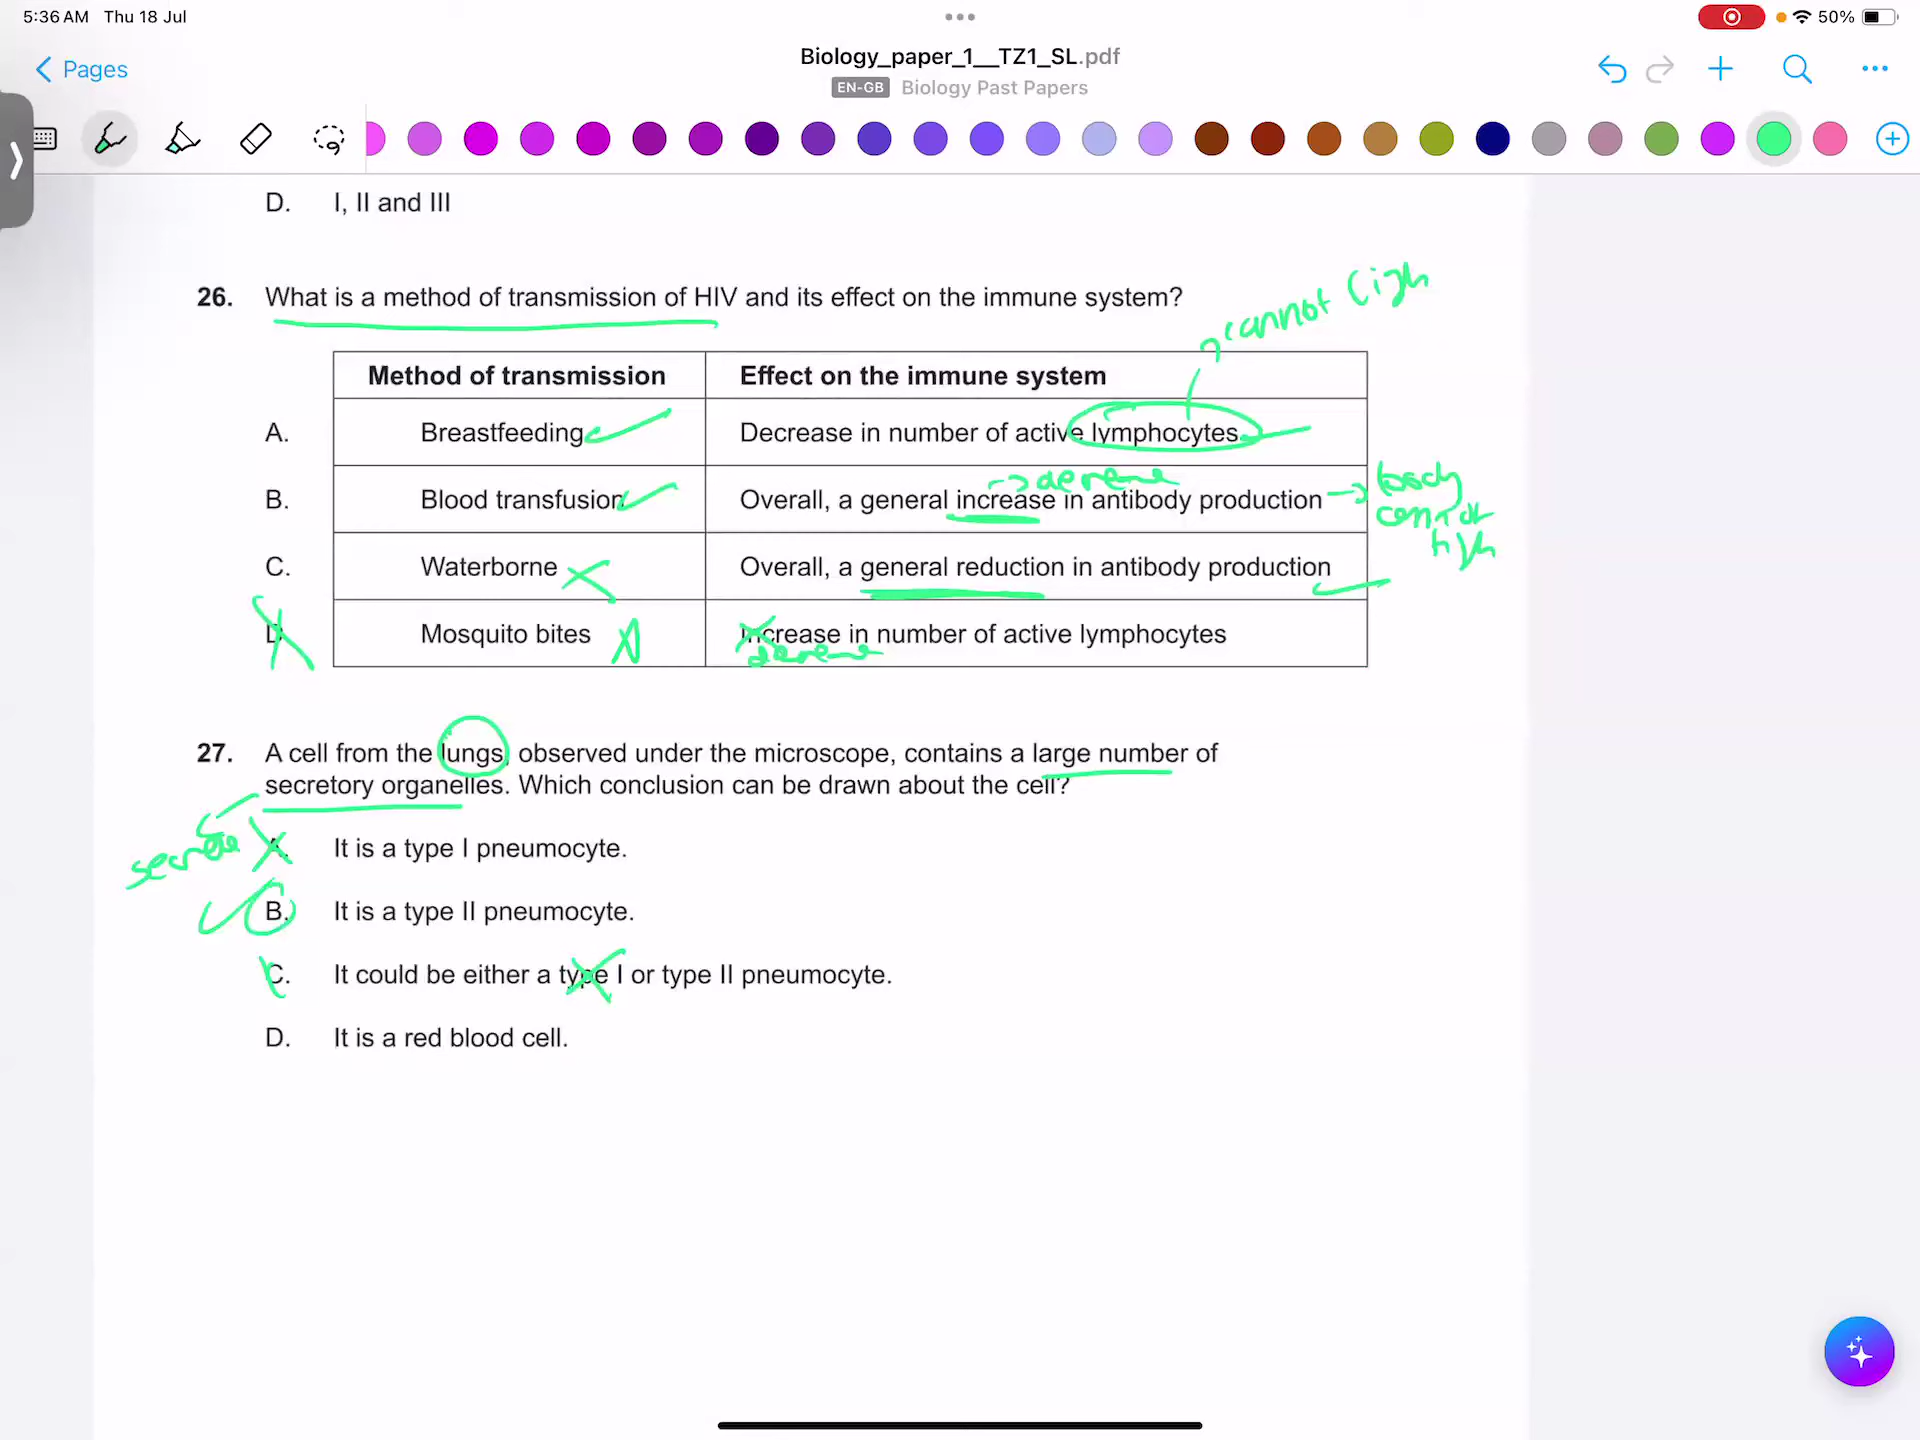 5:36 AM Thu 18 Jul
50%
Pages
Biology_paper_1__TZ1_SL.pdf
EN-GB Biology Past Papers
D. I, II and III
cannot
26. What is a method of transmission of HIV and its effect on the immune system?
Method of transmission Effect on the immune system
A. Breastfeeding Decrease in number of active lymphocytes
B. Blood transfusion Overall, a general increase in antibody production
body
C. Waterborne Overall, a general reduction in antibody production
D. Mosquito bites Increase in number of active lymphocytes
27. A cell from the lungs, observed under the microscope, contains a large number of
secretory organelles. Which conclusion can be drawn about the cell?
A. It is a type I pneumocyte.
B. It is a type II pneumocyte.
C. It could be either a type I or type II pneumocyte.
D. It is a red blood cell.